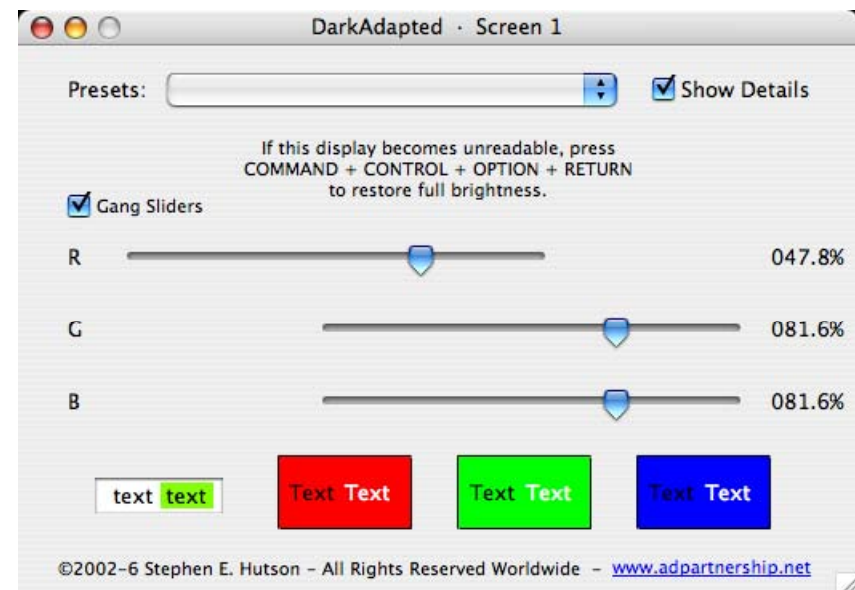 DarkAdapted · Screen 1
Presets:
Show Details
If this display becomes unreadable, press
COMMAND + CONTROL + OPTION + RETURN
to restore full brightness.
Gang Sliders
R 047.8%
G 081.6%
B 081.6%
text text Text Text Text Text Text Text
©2002-6 Stephen E. Hutson - All Rights Reserved Worldwide - www.adpartnership.net